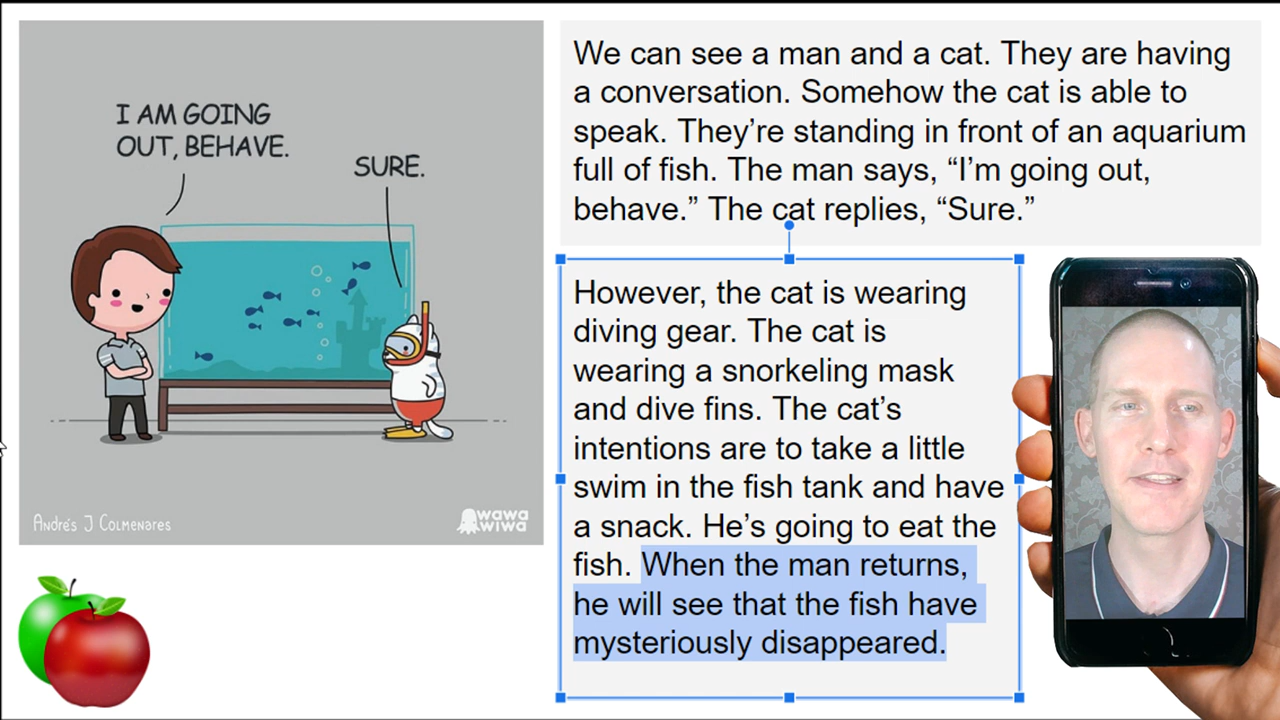 I AM GOING
OUT, BEHAVE.
SURE.
Andrés J Colmenares
wawa
wiwa
We can see a man and a cat. They are having
a conversation. Somehow the cat is able to
speak. They’re standing in front of an aquarium
full of fish. The man says, “I’m going out,
behave.” The cat replies, “Sure.”
However, the cat is wearing
diving gear. The cat is
wearing a snorkeling mask
and dive fins. The cat’s
intentions are to take a little
swim in the fish tank and have
a snack. He’s going to eat the
fish. When the man returns,
he will see that the fish have
mysteriously disappeared.